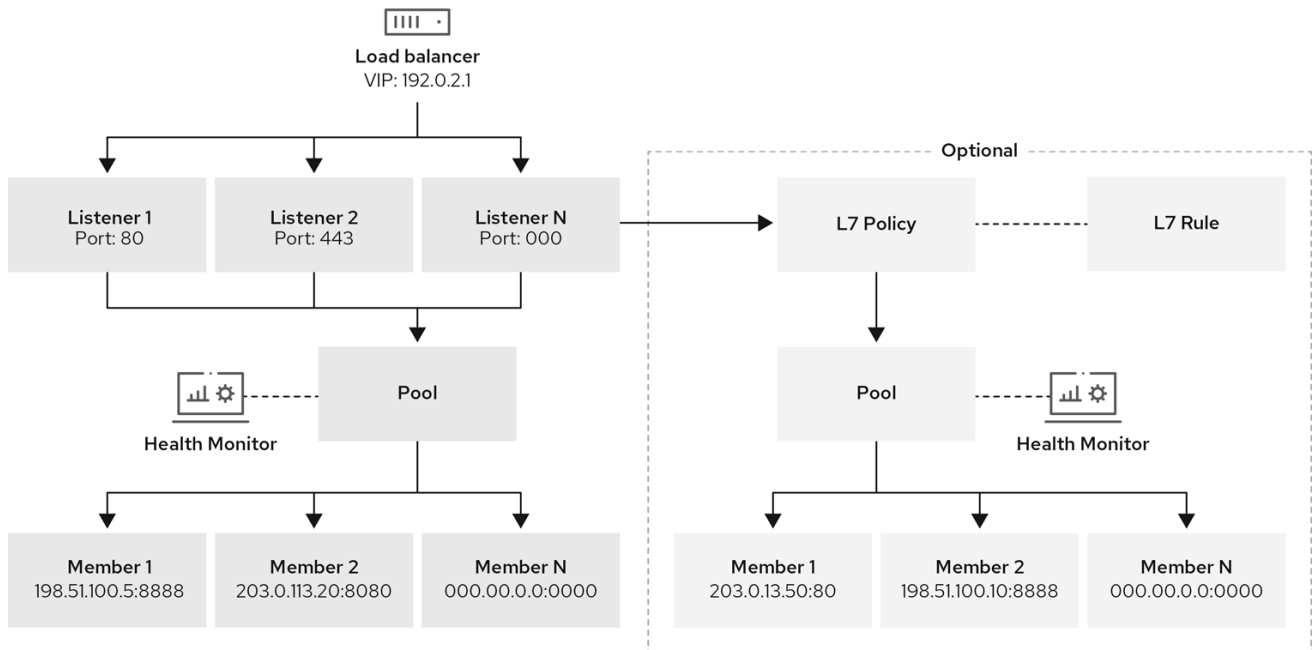 Load balancer
VIP: 192.0.2.1
Optional
Listener 1
Port: 80
Listener 2
Port: 443
Listener N
Port: 000
L7 Policy
L7 Rule
Pool
Health Monitor
Pool
Health Monitor
Member 1
198.51.100.5:8888
Member 2
203.0.113.20:8080
Member N
000.00.0.0:0000
Member 1
203.0.13.50:80
Member 2
198.51.100.10:8888
Member N
000.00.0.0:0000